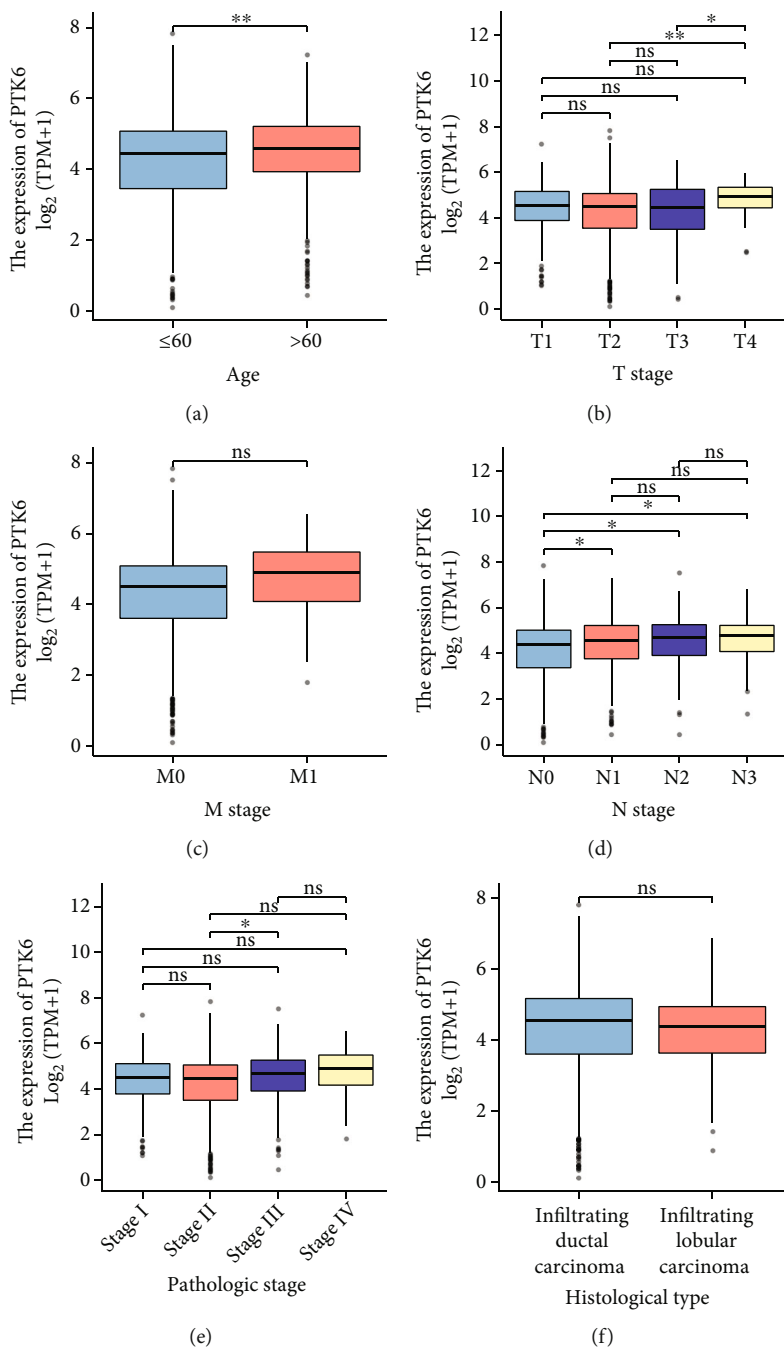 **
8
6
4
2
0
The expression of PTK6
log₂ (TPM+1)
≤60
>60
Age
(a)
*
**
ns
ns
ns
ns
12
10
8
6
4
2
0
The expression of PTK6
log₂ (TPM+1)
T1
T2
T3
T4
T stage
(b)
ns
8
6
4
2
0
The expression of PTK6
log₂ (TPM+1)
M0
M1
M stage
(c)
ns
ns
ns
*
*
*
12
10
8
6
4
2
0
The expression of PTK6
log₂ (TPM+1)
N0
N1
N2
N3
N stage
(d)
ns
ns
*
ns
ns
ns
12
10
8
6
4
2
0
The expression of PTK6
Log₂ (TPM+1)
Stage I
Stage II
Stage III
Stage IV
Pathologic stage
(e)
ns
8
6
4
2
0
The expression of PTK6
log₂ (TPM+1)
Infiltrating
ductal
carcinoma
Infiltrating
lobular
carcinoma
Histological type
(f)